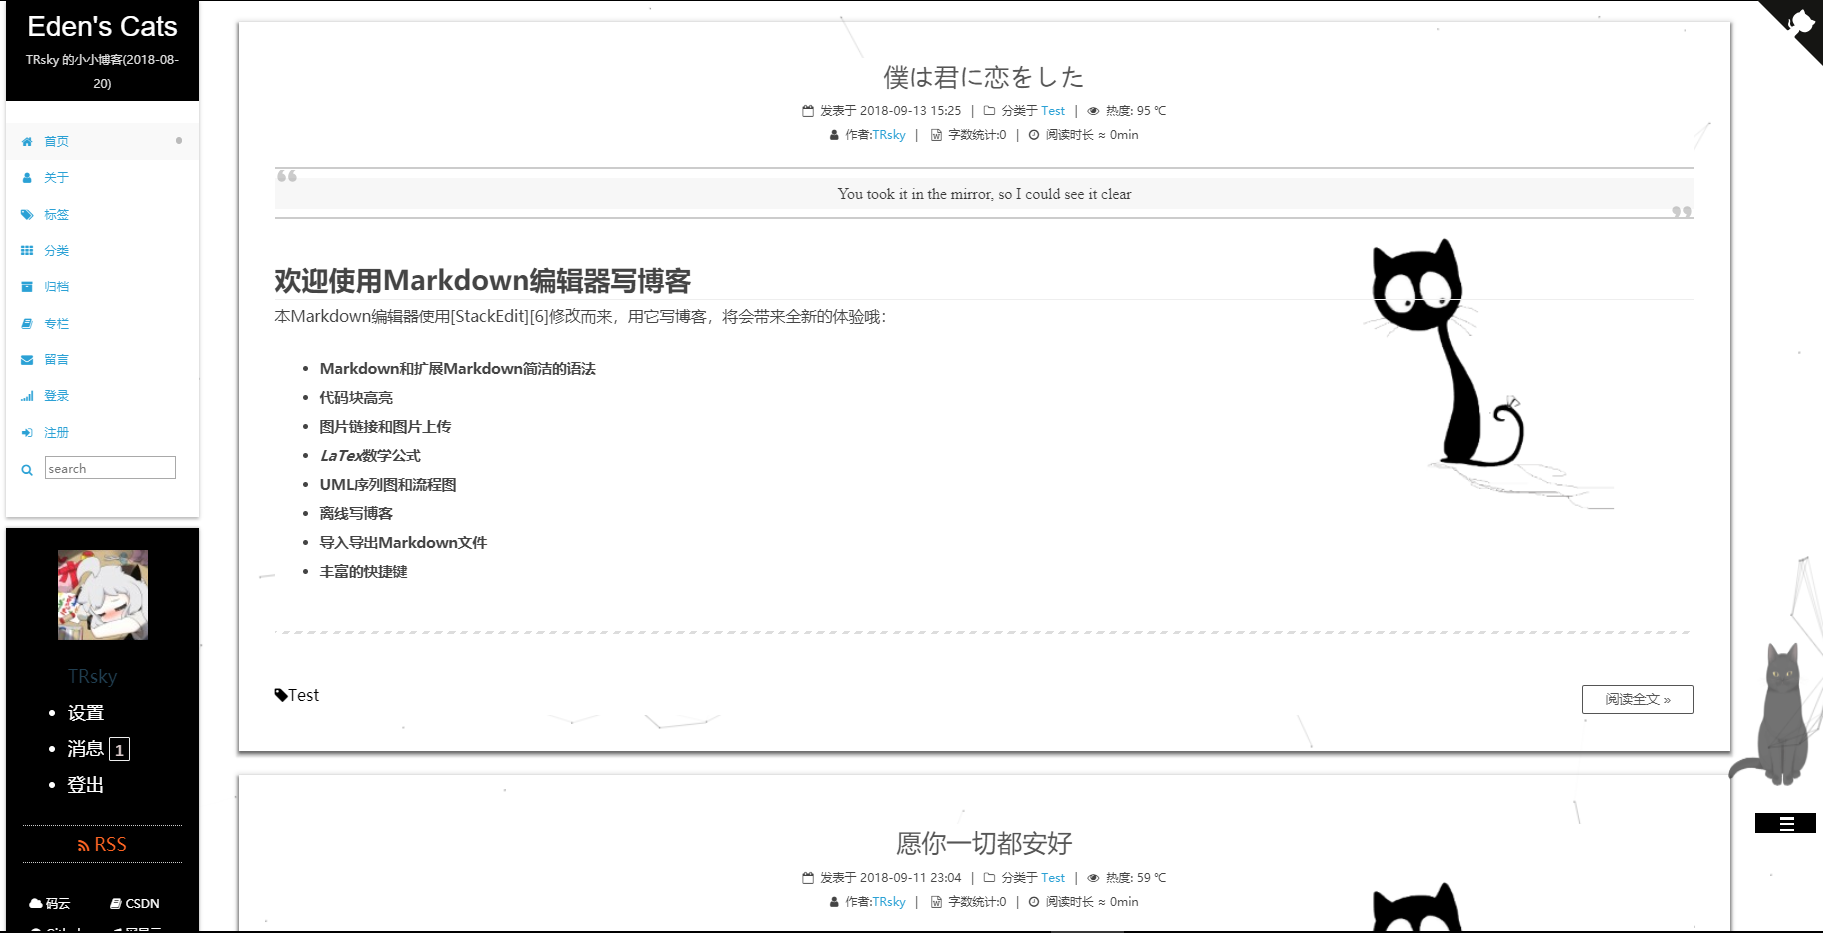 Eden's Cats
TRsky 的小小博客(2018-08-
20)
首页
关于
标签
分类
归档
专栏
留言
登录
注册
search
TRsky
设置
消息 1
登出
RSS
码云 CSDN
僕は君に恋をした
发表于 2018-09-13 15:25 | 分类于 Test | 热度: 95 ℃
作者:TRsky | 字数统计:0 | 阅读时长 ≈ 0min
“
You took it in the mirror, so I could see it clear
”
欢迎使用Markdown编辑器写博客
本Markdown编辑器使用[StackEdit][6]修改而来，用它写博客，将会带来全新的体验哦：
• Markdown和扩展Markdown简洁的语法
• 代码块高亮
• 图片链接和图片上传
• LaTex数学公式
• UML序列图和流程图
• 离线写博客
• 导入导出Markdown文件
• 丰富的快捷键
Test
阅读全文 »
愿你一切都安好
发表于 2018-09-11 23:04 | 分类于 Test | 热度: 59 ℃
作者:TRsky | 字数统计:0 | 阅读时长 ≈ 0min